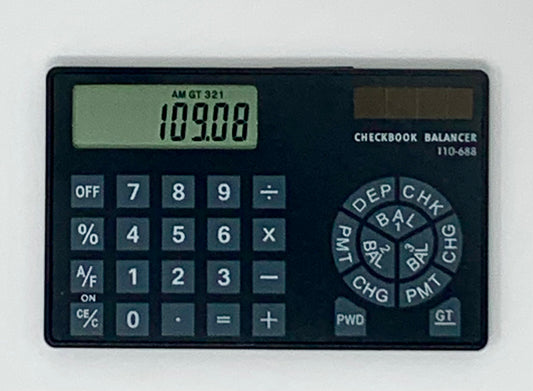 AM GT 321
109.08
CHECKBOOK BALANCER
110-688
OFF 7 8 9 ÷
% 4 5 6 X
A/F 1 2 3 −
ON
CE/C 0 · = +
DEP CHK
PMT BAL 1 CHG
BAL 2 BAL 3
CHG PMT
PWD GT